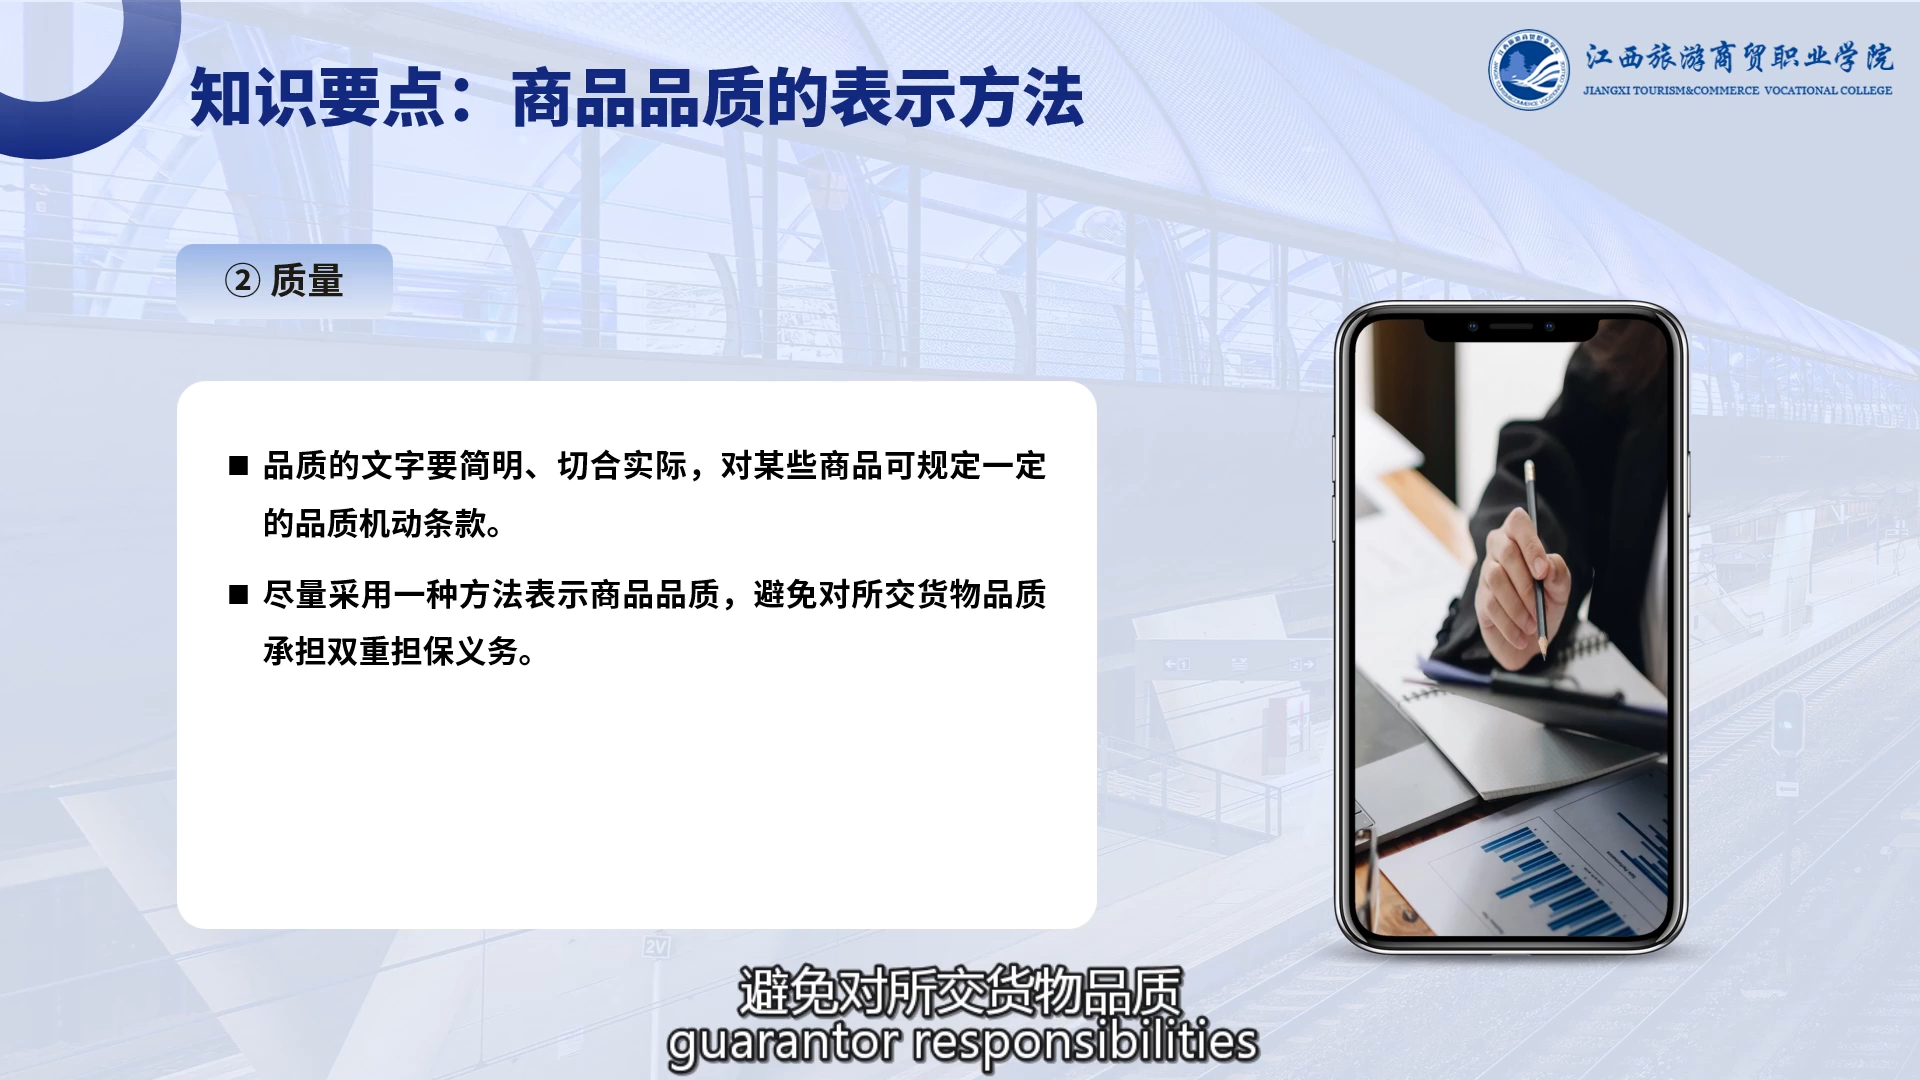 知识要点：商品品质的表示方法
江西旅游商贸职业学院
JIANGXI TOURISM&COMMERCE VOCATIONAL COLLEGE
② 质量
■ 品质的文字要简明、切合实际，对某些商品可规定一定
的品质机动条款。
■ 尽量采用一种方法表示商品品质，避免对所交货物品质
承担双重担保义务。
2V
避免对所交货物品质
guarantor responsibilities